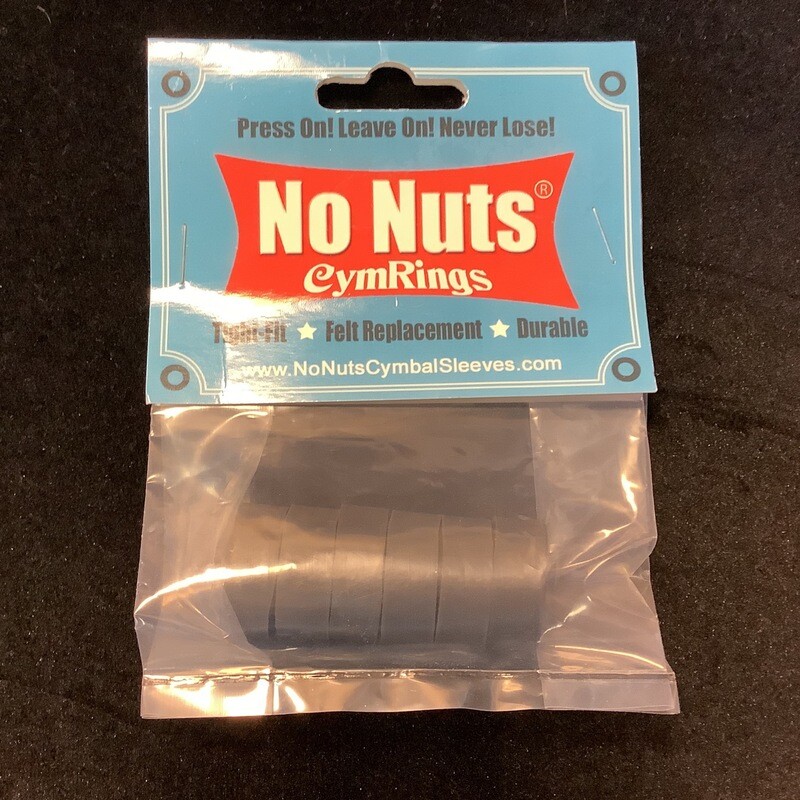 Press On! Leave On! Never Lose!
No Nuts®
CymRings
Tight-Fit ★ Felt Replacement ★ Durable
www.NoNutsCymbalSleeves.com